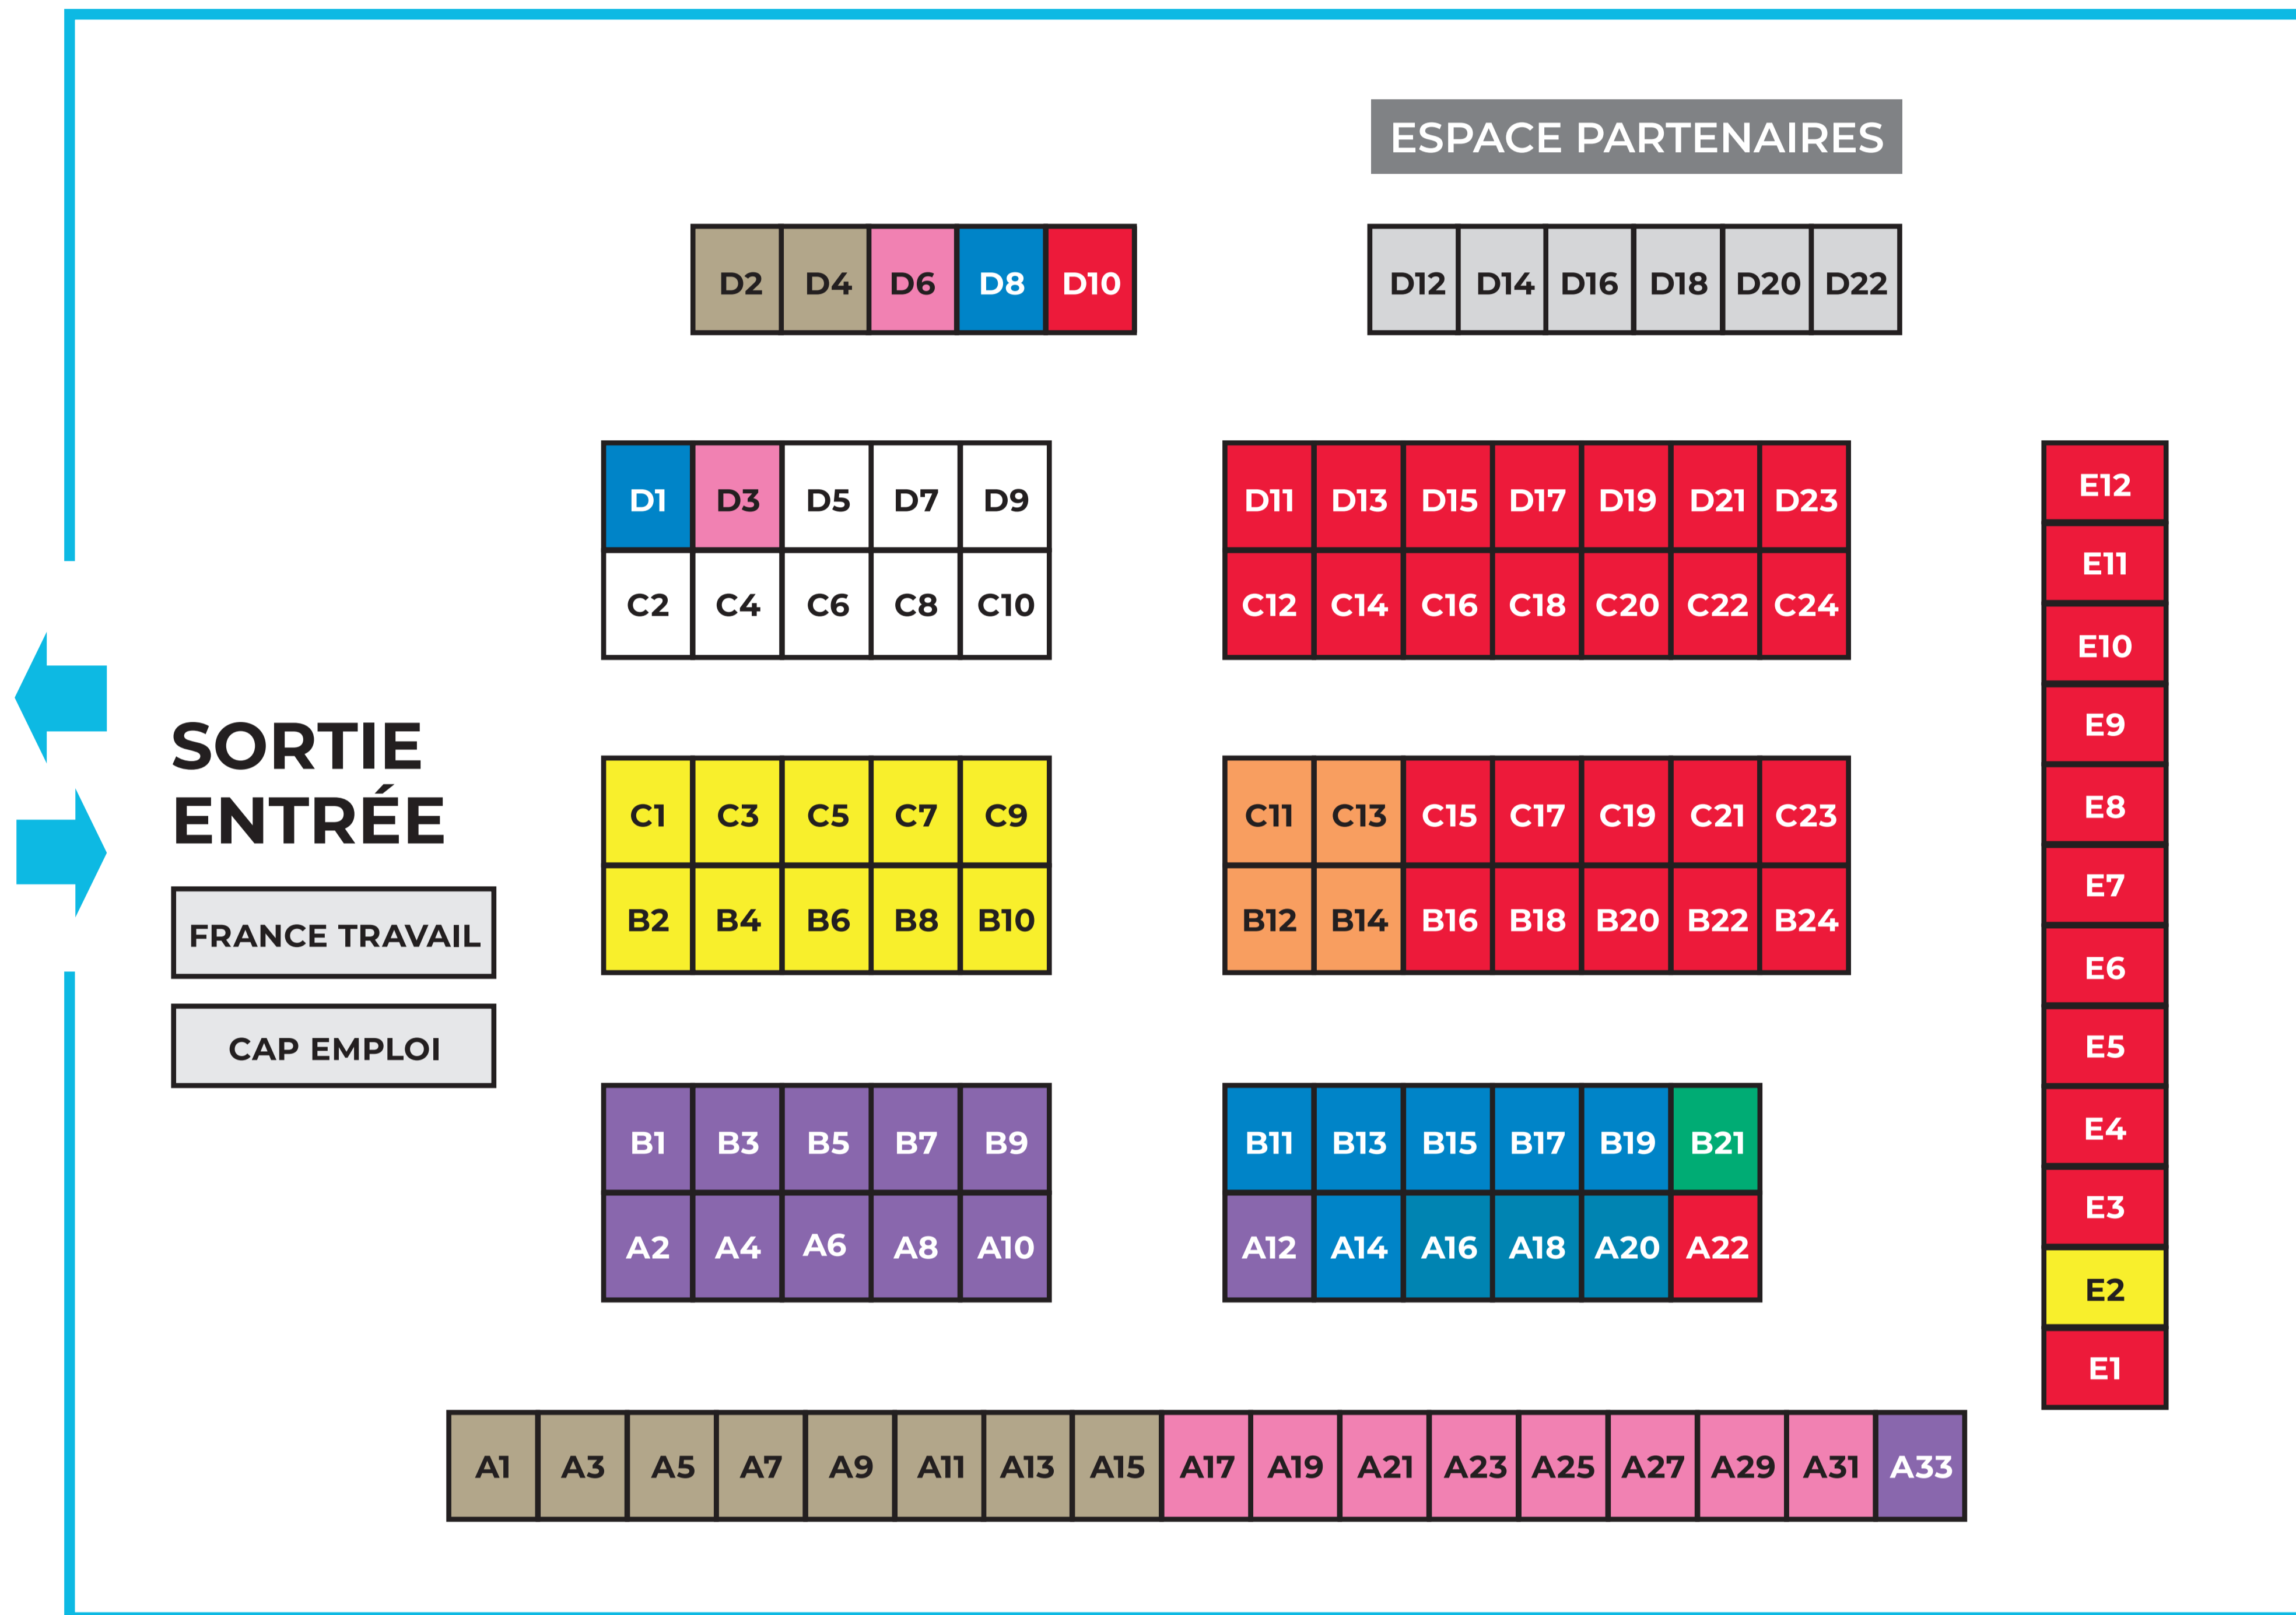 ESPACE PARTENAIRES
D2 D4 D6 D8 D10
D12 D14 D16 D18 D20 D22
D1 D3 D5 D7 D9
C2 C4 C6 C8 C10
D11 D13 D15 D17 D19 D21 D23
C12 C14 C16 C18 C20 C22 C24
SORTIE
ENTRÉE
FRANCE TRAVAIL
CAP EMPLOI
C1 C3 C5 C7 C9
B2 B4 B6 B8 B10
C11 C13 C15 C17 C19 C21 C23
B12 B14 B16 B18 B20 B22 B24
B1 B3 B5 B7 B9
A2 A4 A6 A8 A10
B11 B13 B15 B17 B19 B21
A12 A14 A16 A18 A20 A22
E12
E11
E10
E9
E8
E7
E6
E5
E4
E3
E2
E1
A1 A3 A5 A7 A9 A11 A13 A15 A17 A19 A21 A23 A25 A27 A29 A31 A33